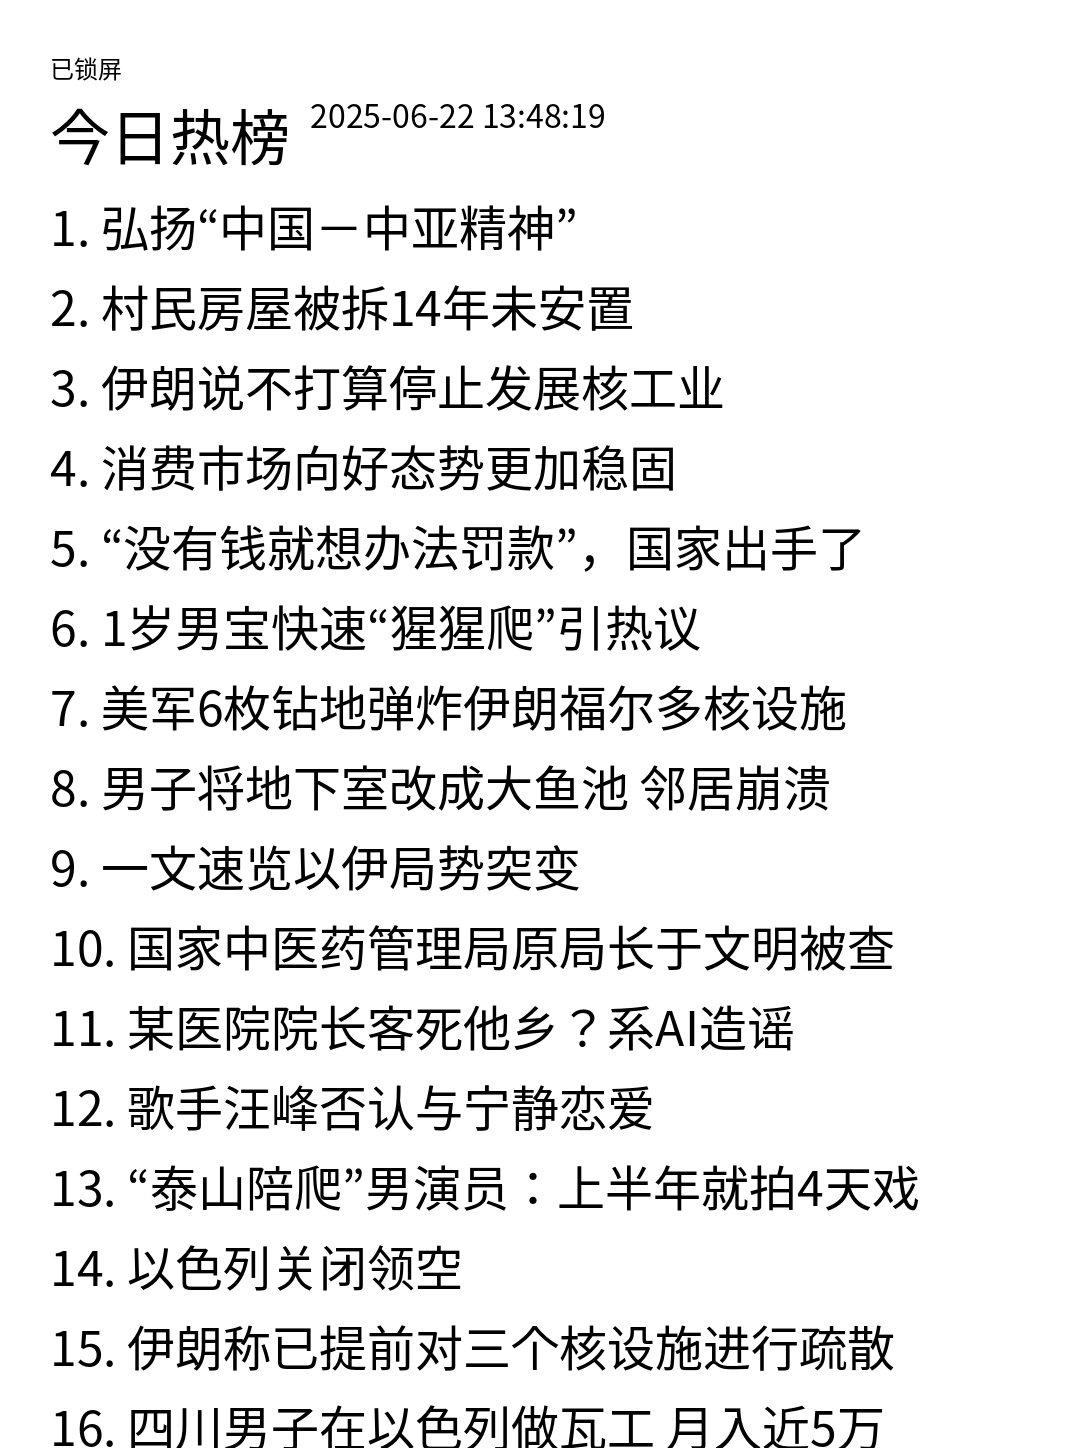 已锁屏
今日热榜 2025-06-22 13:48:19
1. 弘扬“中国－中亚精神”
2. 村民房屋被拆14年未安置
3. 伊朗说不打算停止发展核工业
4. 消费市场向好态势更加稳固
5. “没有钱就想办法罚款”，国家出手了
6. 1岁男宝快速“猩猩爬”引热议
7. 美军6枚钻地弹炸伊朗福尔多核设施
8. 男子将地下室改成大鱼池 邻居崩溃
9. 一文速览以伊局势突变
10. 国家中医药管理局原局长于文明被查
11. 某医院院长客死他乡？系AI造谣
12. 歌手汪峰否认与宁静恋爱
13. “泰山陪爬”男演员：上半年就拍4天戏
14. 以色列关闭领空
15. 伊朗称已提前对三个核设施进行疏散
16. 四川男子在以色列做瓦工 月入近5万